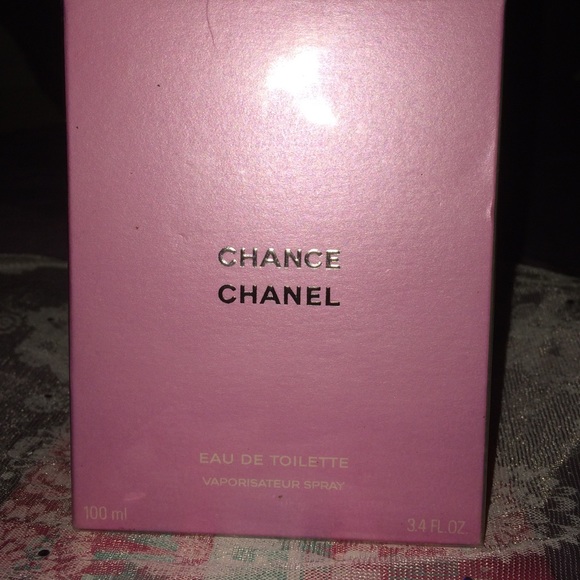 CHANCE
CHANEL
EAU DE TOILETTE
VAPORISATEUR SPRAY
100 ml 3.4 FL.OZ